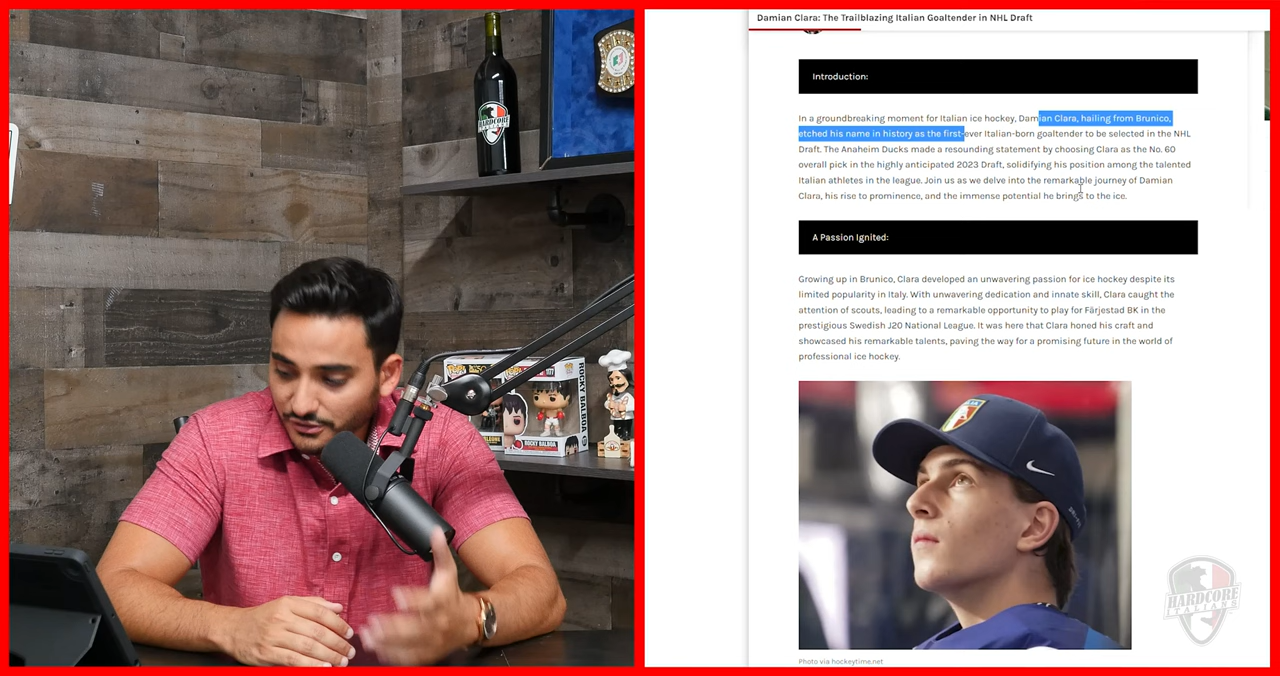 HARDCORE
ITALIANS
ROCKY BALBOA
ROCKY BALBOA
Damian Clara: The Trailblazing Italian Goaltender in NHL Draft
Introduction:
In a groundbreaking moment for Italian ice hockey, Damian Clara, hailing from Brunico,
etched his name in history as the first-ever Italian-born goaltender to be selected in the NHL
Draft. The Anaheim Ducks made a resounding statement by choosing Clara as the No. 60
overall pick in the highly anticipated 2023 Draft, solidifying his position among the talented
Italian athletes in the league. Join us as we delve into the remarkable journey of Damian
Clara, his rise to prominence, and the immense potential he brings to the ice.
A Passion Ignited:
Growing up in Brunico, Clara developed an unwavering passion for ice hockey despite its
limited popularity in Italy. With unwavering dedication and innate skill, Clara caught the
attention of scouts, leading to a remarkable opportunity to play for Färjestad BK in the
prestigious Swedish J20 National League. It was here that Clara honed his craft and
showcased his remarkable talents, paving the way for a promising future in the world of
professional ice hockey.
Photo via hockeytime.net
HARDCORE
ITALIANS